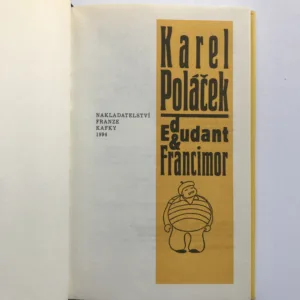 Karel
Poláček
Edudant
&
Francimor
NAKLADATELSTVÍ
FRANZE
KAFKY
1994